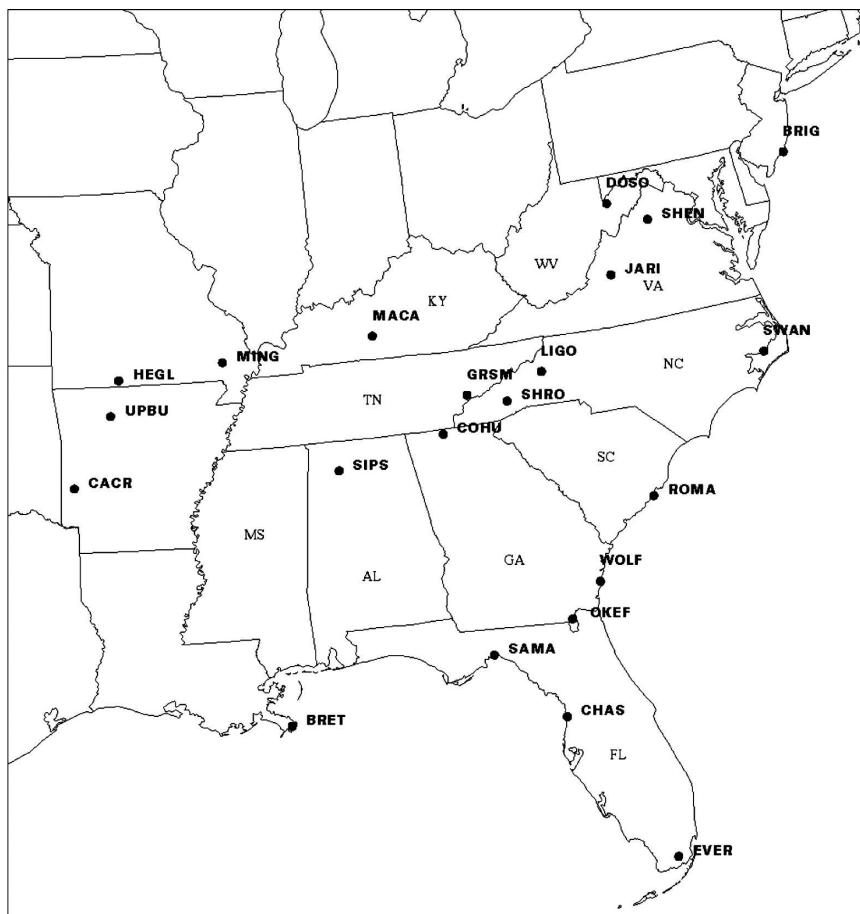 BRIG
DOSO
SHEN
WV
JARI
VA
KY
MACA
SWAN
MING
LIGO
NC
HEGL
GRSM
TN
SHRO
UPBU
COHU
SC
SIPS
CACR
ROMA
MS
WOLF
GA
AL
OKEF
SAMA
CHAS
BRET
FL
EVER